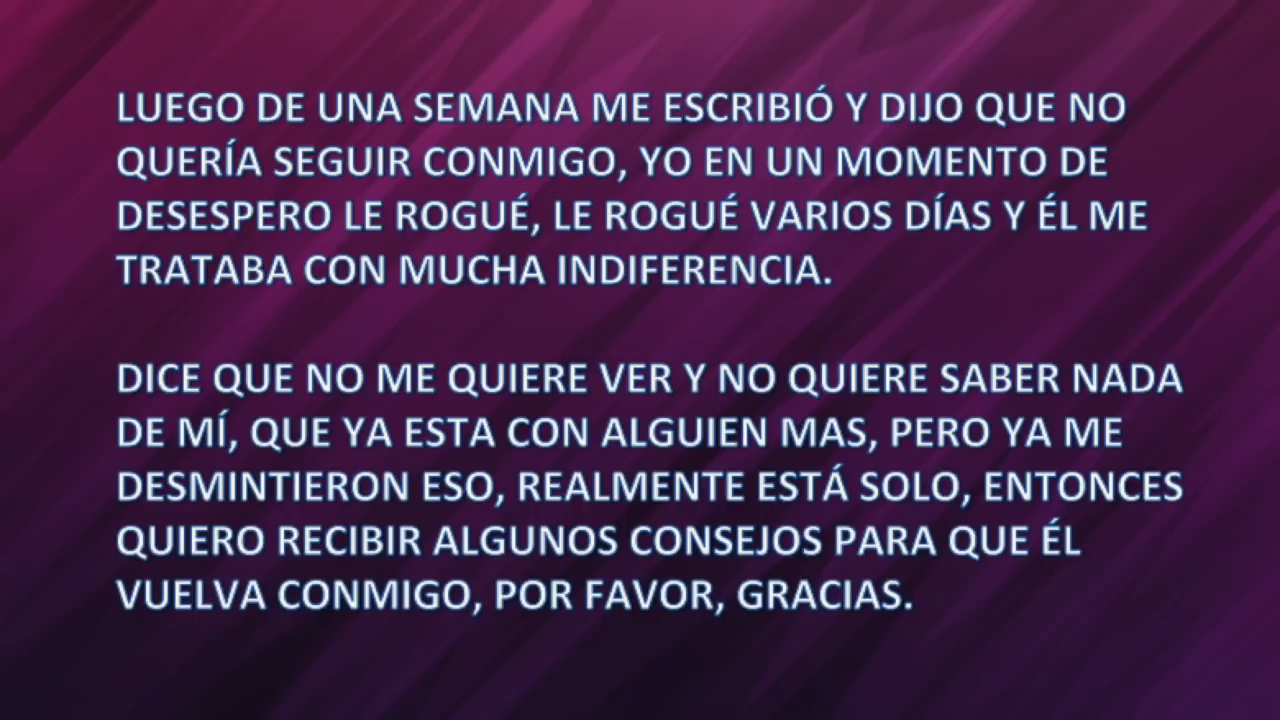 LUEGO DE UNA SEMANA ME ESCRIBIÓ Y DIJO QUE NO
QUERÍA SEGUIR CONMIGO, YO EN UN MOMENTO DE
DESESPERO LE ROGUÉ, LE ROGUÉ VARIOS DÍAS Y ÉL ME
TRATABA CON MUCHA INDIFERENCIA.
DICE QUE NO ME QUIERE VER Y NO QUIERE SABER NADA
DE MÍ, QUE YA ESTA CON ALGUIEN MAS, PERO YA ME
DESMINTIERON ESO, REALMENTE ESTÁ SOLO, ENTONCES
QUIERO RECIBIR ALGUNOS CONSEJOS PARA QUE ÉL
VUELVA CONMIGO, POR FAVOR, GRACIAS.